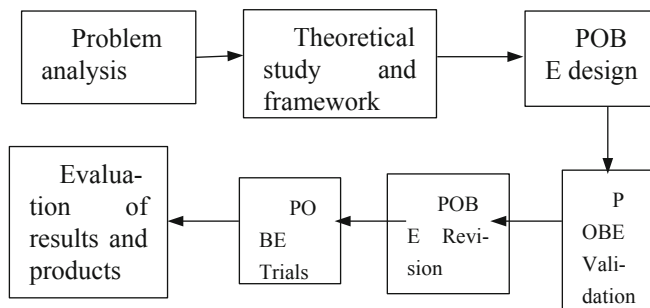 Problem
analysis
Theoretical
study and
framework
POB
E design
P
OBE
Vali-
dation
POB
E Revi-
sion
PO
BE
Trials
Evalua-
tion of
results and
products